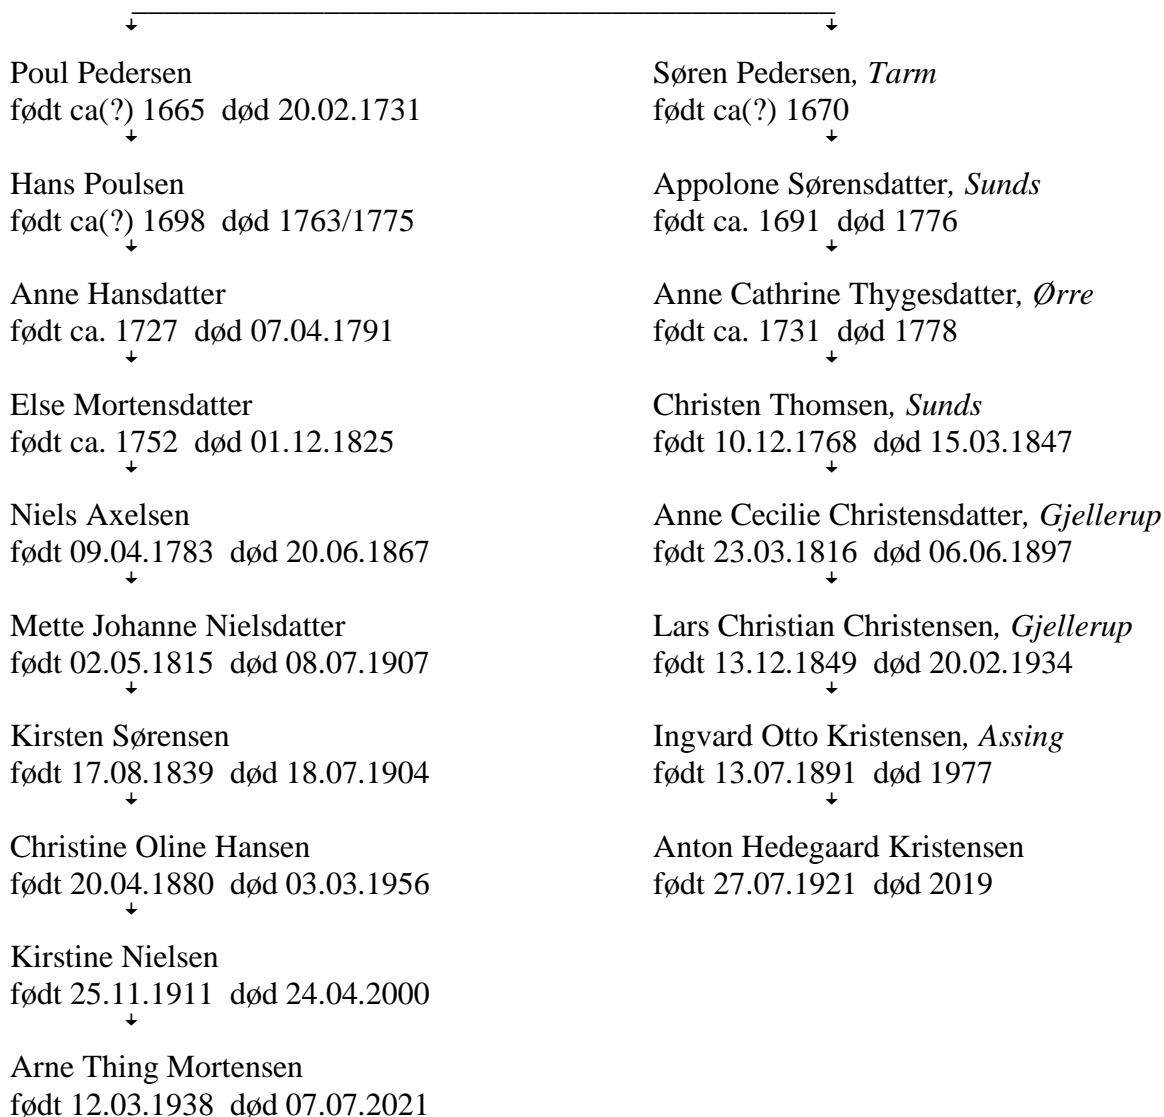 Poul Pedersen
født ca(?) 1665 død 20.02.1731
Hans Poulsen
født ca(?) 1698 død 1763/1775
Anne Hansdatter
født ca. 1727 død 07.04.1791
Else Mortensdatter
født ca. 1752 død 01.12.1825
Niels Axelsen
født 09.04.1783 død 20.06.1867
Mette Johanne Nielsdatter
født 02.05.1815 død 08.07.1907
Kirsten Sørensen
født 17.08.1839 død 18.07.1904
Christine Oline Hansen
født 20.04.1880 død 03.03.1956
Kirstine Nielsen
født 25.11.1911 død 24.04.2000
Arne Thing Mortensen
født 12.03.1938 død 07.07.2021
Søren Pedersen, Tarm
født ca(?) 1670
Appolone Sørensdatter, Sunds
født ca. 1691 død 1776
Anne Cathrine Thygesdatter, Ørre
født ca. 1731 død 1778
Christen Thomsen, Sunds
født 10.12.1768 død 15.03.1847
Anne Cecilie Christensdatter, Gjellerup
født 23.03.1816 død 06.06.1897
Lars Christian Christensen, Gjellerup
født 13.12.1849 død 20.02.1934
Ingvard Otto Kristensen, Assing
født 13.07.1891 død 1977
Anton Hedegaard Kristensen
født 27.07.1921 død 2019